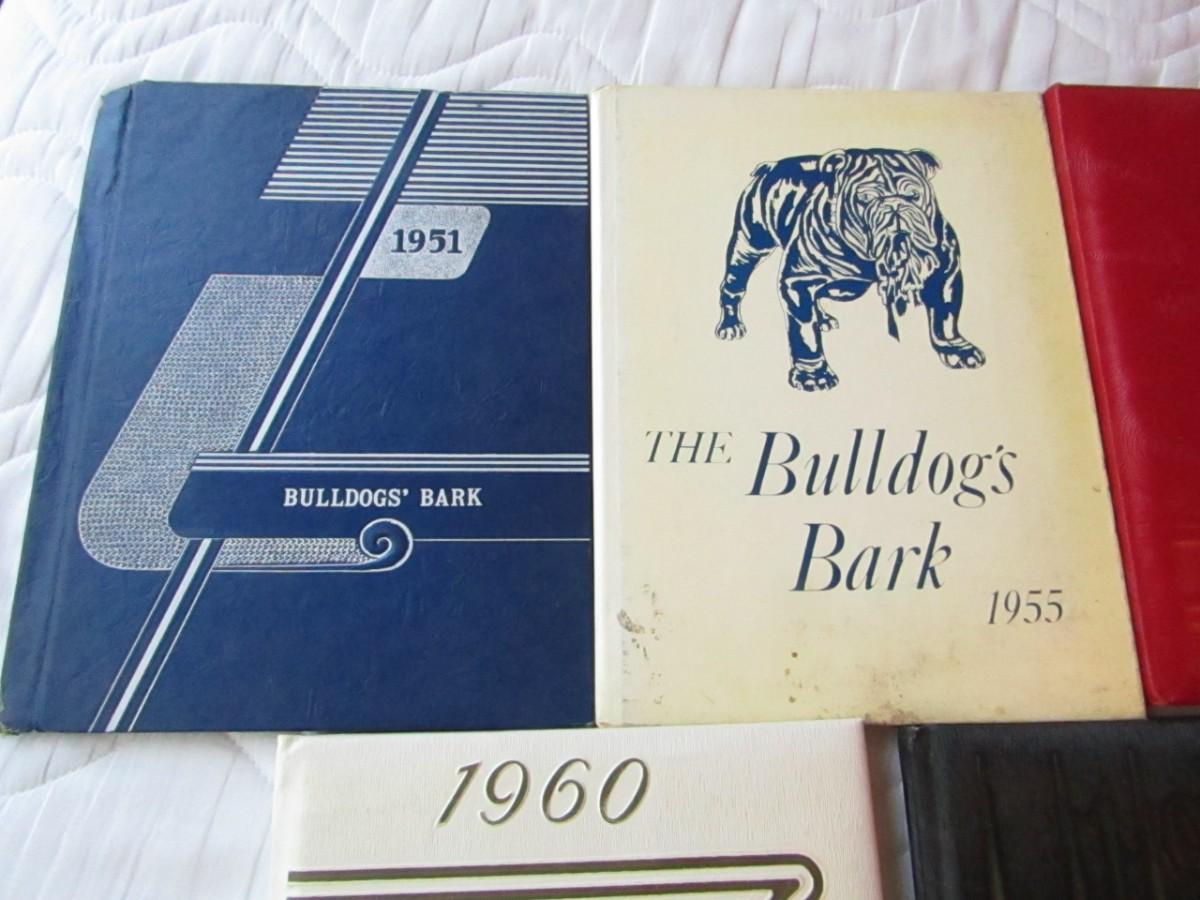 1951
BULLDOGS' BARK
THE Bulldog's
Bark
1955
1960